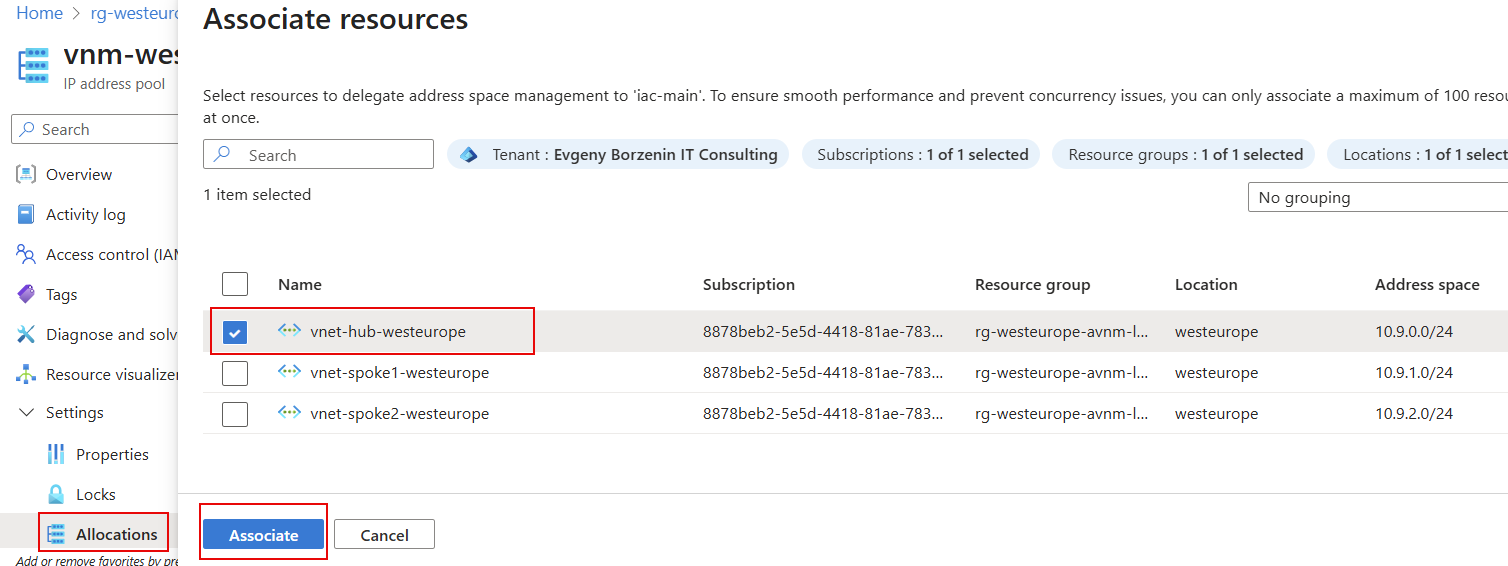 Home > rg-westeuro
vnm-wes
IP address pool
Search
Overview
Activity log
Access control (IAM
Tags
Diagnose and solv
Resource visualizer
Settings
Properties
Locks
Allocations
Add or remove favorites by pre
Associate resources
Select resources to delegate address space management to 'iac-main'. To ensure smooth performance and prevent concurrency issues, you can only associate a maximum of 100 resou
at once.
Search Tenant : Evgeny Borzenin IT Consulting Subscriptions : 1 of 1 selected Resource groups : 1 of 1 selected Locations : 1 of 1 select
1 item selected
No grouping
Name Subscription Resource group Location Address space
vnet-hub-westeurope 8878beb2-5e5d-4418-81ae-783... rg-westeurope-avnm-l... westeurope 10.9.0.0/24
vnet-spoke1-westeurope 8878beb2-5e5d-4418-81ae-783... rg-westeurope-avnm-l... westeurope 10.9.1.0/24
vnet-spoke2-westeurope 8878beb2-5e5d-4418-81ae-783... rg-westeurope-avnm-l... westeurope 10.9.2.0/24
Associate Cancel